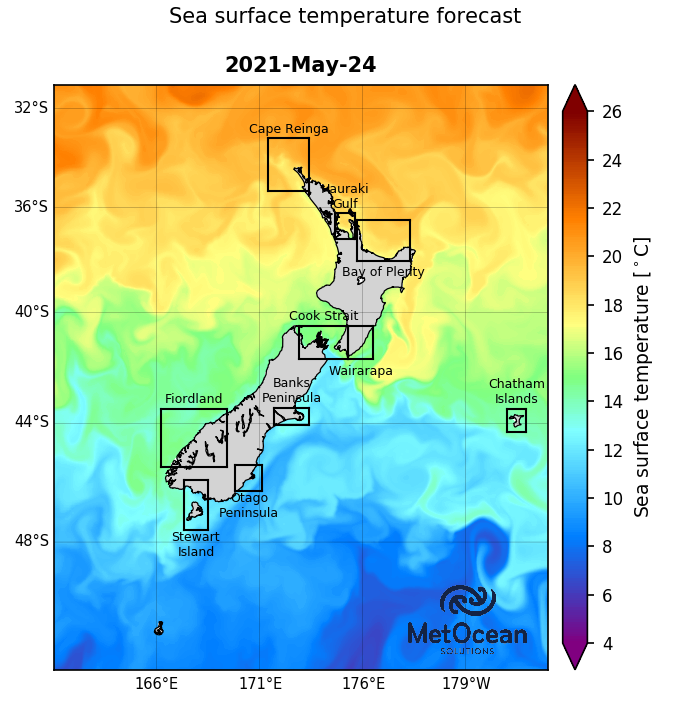 Sea surface temperature forecast
2021-May-24
32°S
36°S
40°S
44°S
48°S
166°E
171°E
176°E
179°W
Cape Reinga
Hauraki
Gulf
Bay of Plenty
Cook Strait
Wairarapa
Banks
Peninsula
Fiordland
Chatham
Islands
Otago
Peninsula
Stewart
Island
MetOcean
SOLUTIONS
26
24
22
20
18
16
14
12
10
8
6
4
Sea surface temperature [°C]